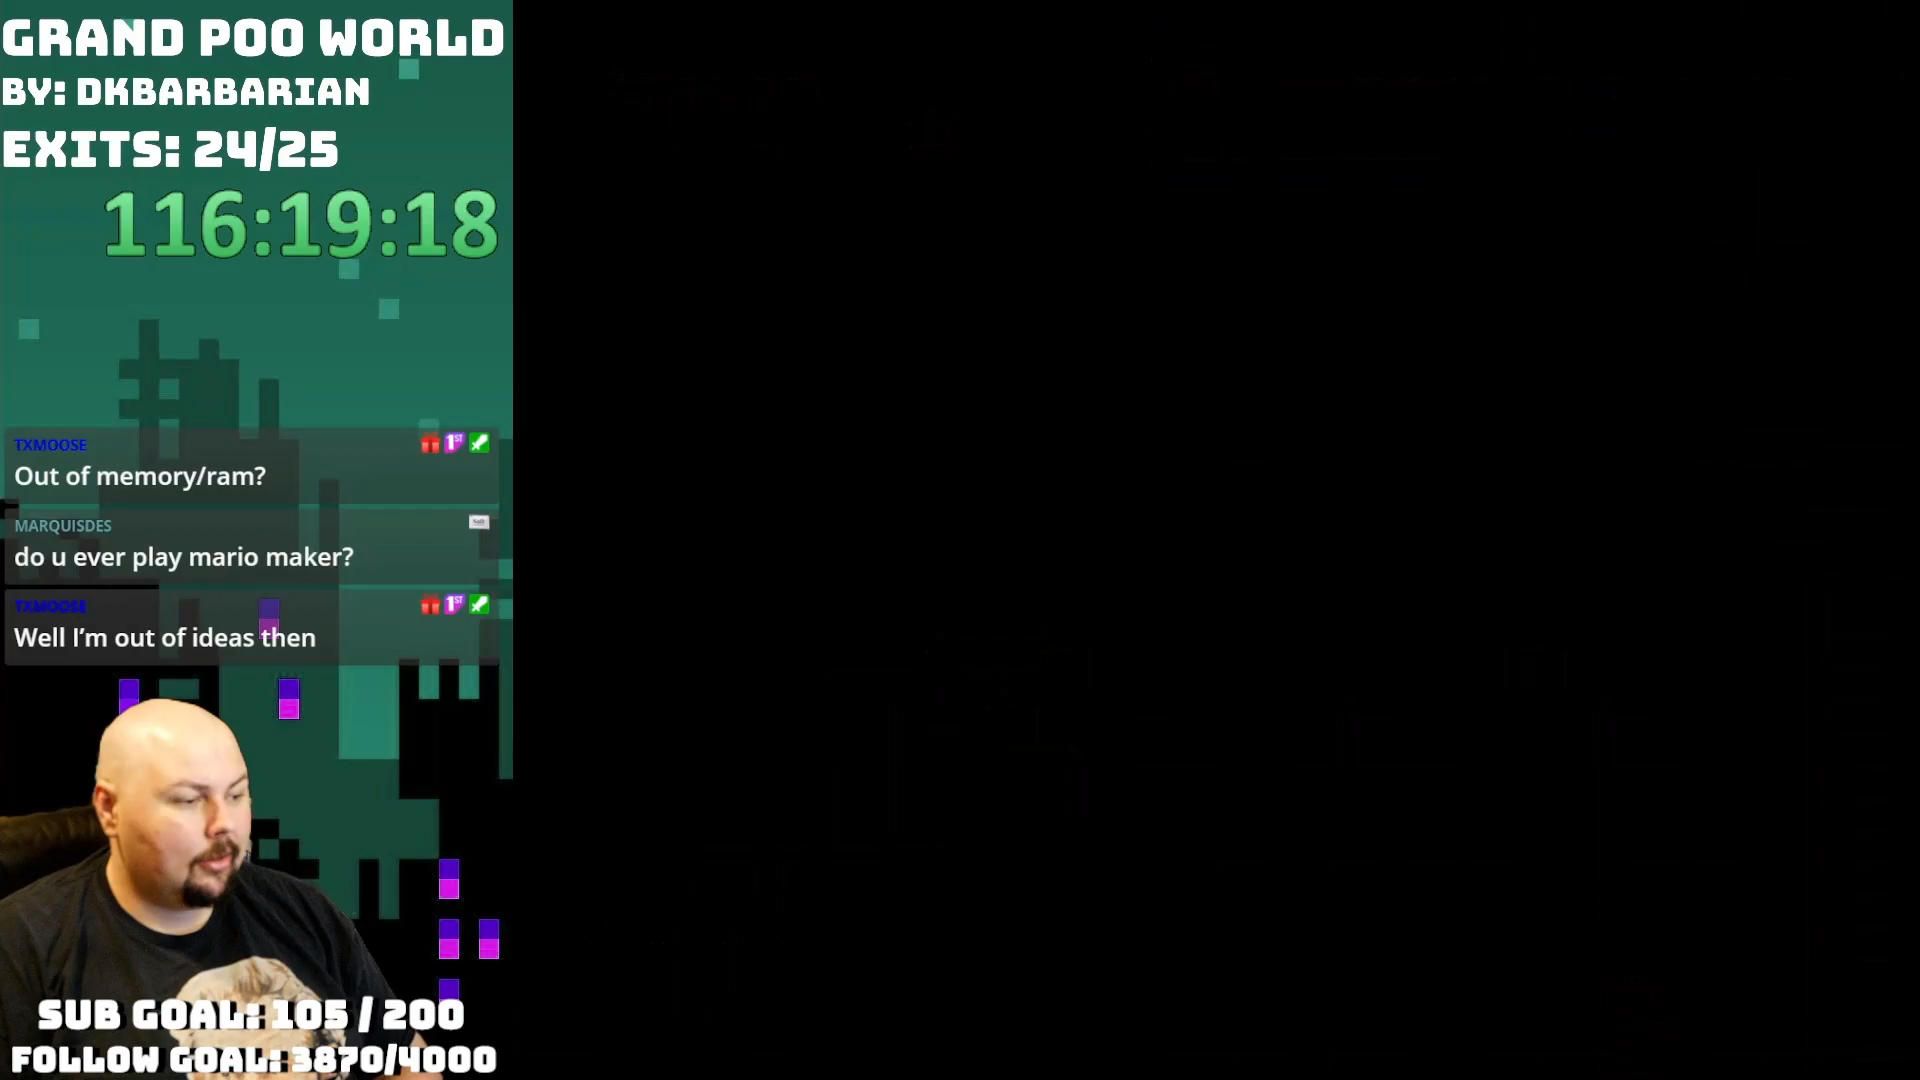 GRAND POO WORLD
BY: DKBARBARIAN
EXITS: 24/25
116:19:18
TXMOOSE
Out of memory/ram?
MARQUISDES
do u ever play mario maker?
TXMOOSE
Well I’m out of ideas then
SUB GOAL: 105 / 200
FOLLOW GOAL: 3870/4000